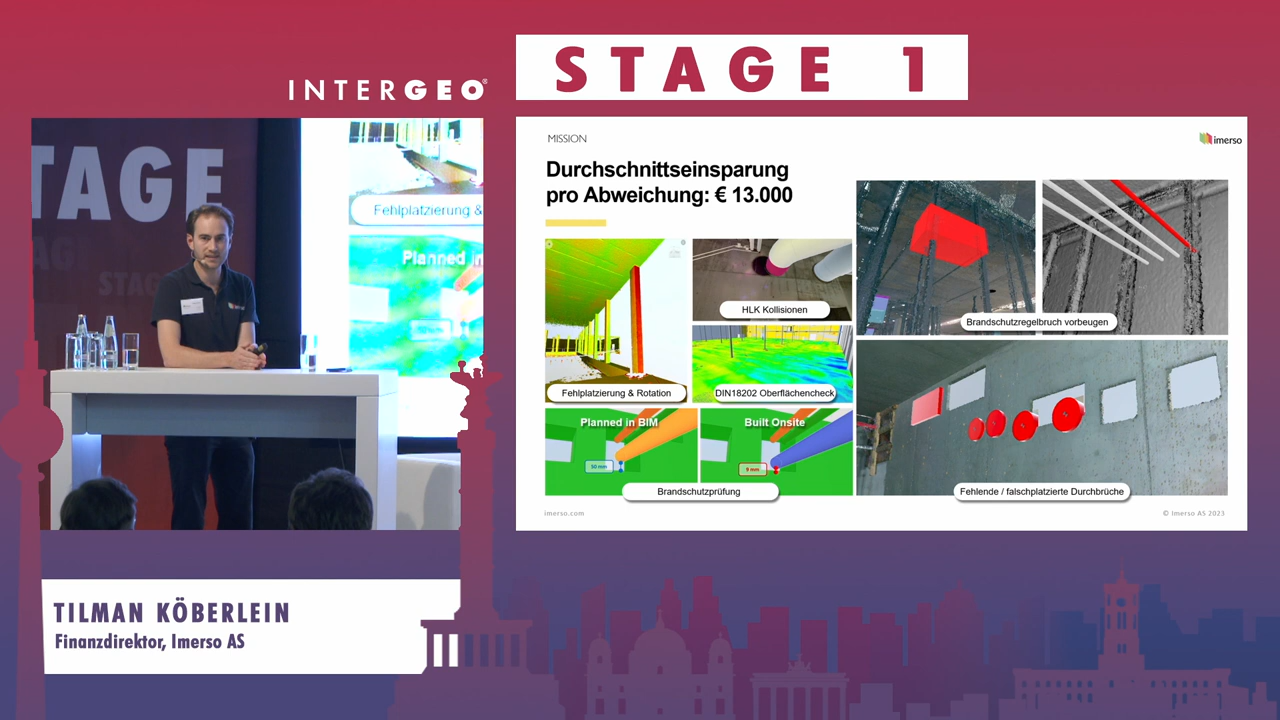 INTERGEO®
STAGE 1
TAGE
STAG
Fehlplatzierung &
Planned in
TILMAN KÖBERLEIN
Finanzdirektor, Imerso AS
MISSION
imerso
Durchschnittseinsparung
pro Abweichung: € 13.000
HLK Kollisionen
Fehlplatzierung & Rotation
DIN18202 Oberflächencheck
Planned in BIM
Built Onsite
50 mm
9 mm
Brandschutzprüfung
Brandschutzregelbruch vorbeugen
Fehlende / falschplatzierte Durchbrüche
imerso.com
© Imerso AS 2023